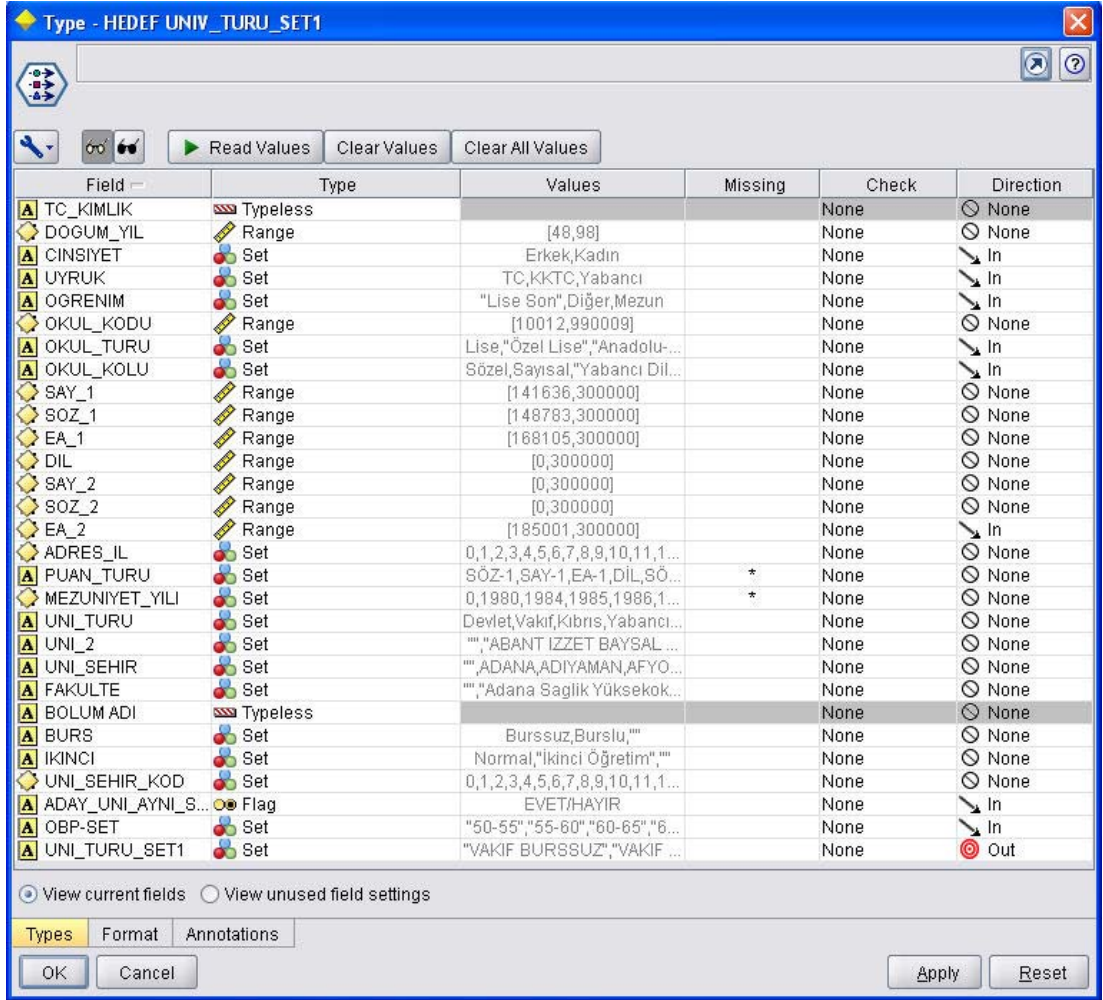 Type - HEDEF UNIV_TURU_SET1
Read Values Clear Values Clear All Values
Field Type Values Missing Check Direction
A TC_KIMLIK Typeless None None
DOGUM_YIL Range [48,98] None None
A CINSIYET Set Erkek,Kadın None In
A UYRUK Set TC,KKTC,Yabancı None In
A OGRENIM Set "Lise Son",Diğer,Mezun None In
OKUL_KODU Range [10012,990009] None None
A OKUL_TURU Set Lise,"Özel Lise","Anadolu-... None In
A OKUL_KOLU Set Sözel,Sayısal,"Yabancı Dil... None In
SAY_1 Range [141636,300000] None None
SOZ_1 Range [148783,300000] None None
EA_1 Range [168105,300000] None None
DIL Range [0,300000] None None
SAY_2 Range [0,300000] None None
SOZ_2 Range [0,300000] None None
EA_2 Range [185001,300000] None In
ADRES_IL Set 0,1,2,3,4,5,6,7,8,9,10,11,1... None None
A PUAN_TURU Set SÖZ-1,SAY-1,EA-1,DİL,SÖ... * None None
MEZUNIYET_YILI Set 0,1980,1984,1985,1986,1... * None None
A UNI_TURU Set Devlet,Vakıf,Kıbrıs,Yabancı... None None
A UNI_2 Set "","ABANT IZZET BAYSAL ... None None
A UNI_SEHIR Set "",ADANA,ADIYAMAN,AFYO... None None
A FAKULTE Set "","Adana Saglik Yüksekok... None None
A BOLUM ADI Typeless None None
A BURS Set Burssuz,Burslu,"" None None
A IKINCI Set Normal,"İkinci Öğretim","" None None
UNI_SEHIR_KOD Set 0,1,2,3,4,5,6,7,8,9,10,11,1... None None
A ADAY_UNI_AYNI_S... Flag EVET/HAYIR None In
A OBP-SET Set "50-55","55-60","60-65","6... None In
A UNI_TURU_SET1 Set "VAKIF BURSSUZ","VAKIF ... None Out
View current fields View unused field settings
Types Format Annotations
OK Cancel Apply Reset